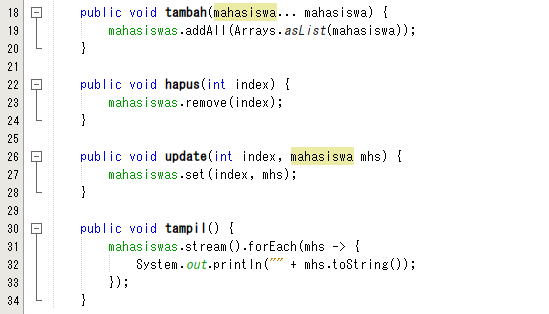 18 public void tambah(mahasiswa... mahasiswa) {
19 mahasiswas.addAll(Arrays.asList(mahasiswa));
20 }
21
22 public void hapus(int index) {
23 mahasiswas.remove(index);
24 }
25
26 public void update(int index, mahasiswa mhs) {
27 mahasiswas.set(index, mhs);
28 }
29
30 public void tampil() {
31 mahasiswas.stream().forEach(mhs -> {
32 System.out.println("" + mhs.toString());
33 });
34 }